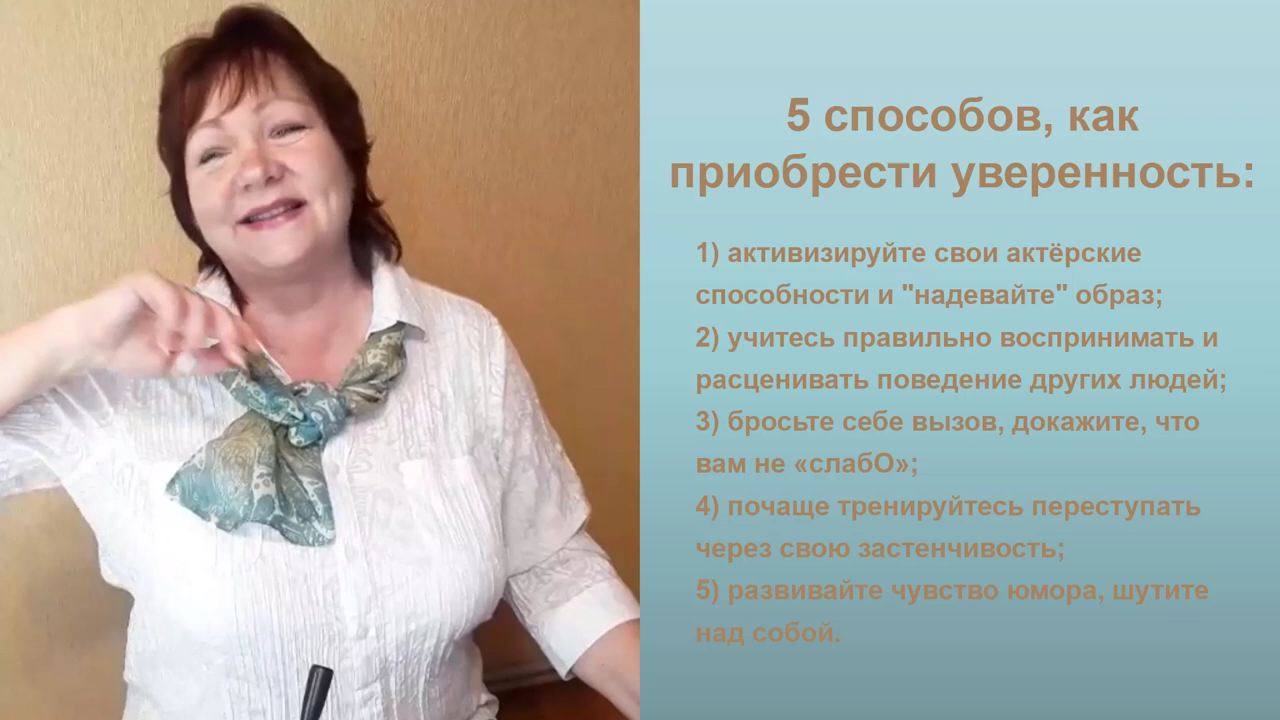 5 способов, как
приобрести уверенность:
1) активизируйте свои актёрские
способности и "надевайте" образ;
2) учитесь правильно воспринимать и
расценивать поведение других людей;
3) бросьте себе вызов, докажите, что
вам не «слабО»;
4) почаще тренируйтесь переступать
через свою застенчивость;
5) развивайте чувство юмора, шутите
над собой.